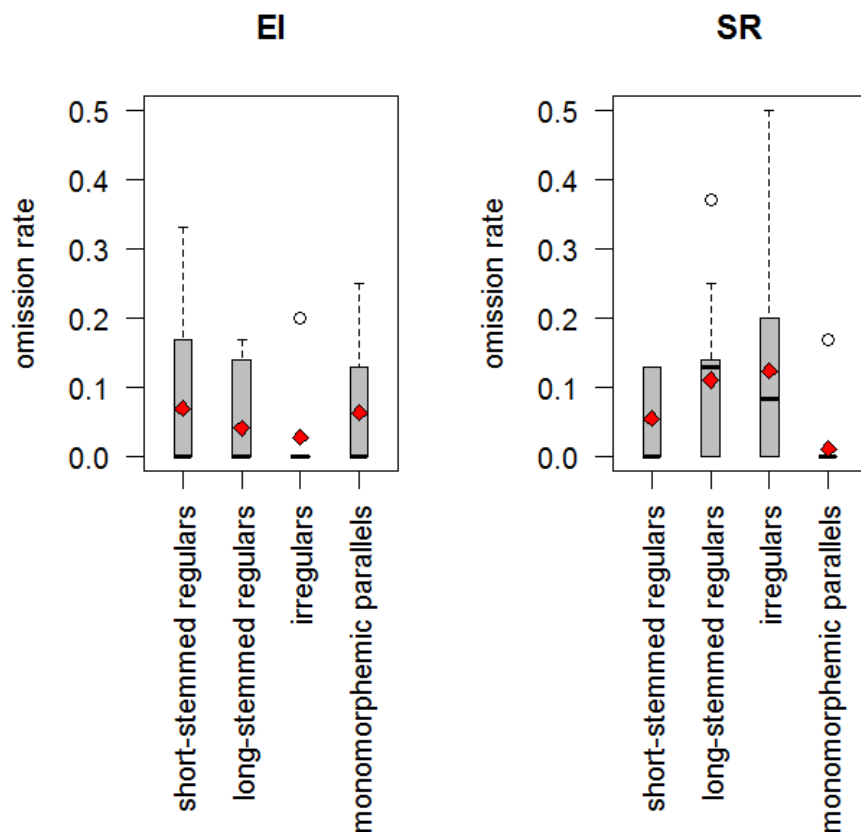 EI
omission rate
0.5
0.4
0.3
0.2
0.1
0.0
short-stemmed regulars
long-stemmed regulars
irregulars
monomorphemic parallels
SR
omission rate
0.5
0.4
0.3
0.2
0.1
0.0
short-stemmed regulars
long-stemmed regulars
irregulars
monomorphemic parallels